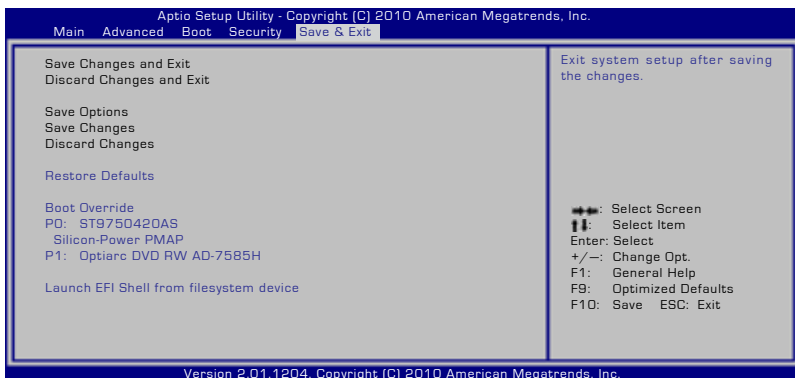 Aptio Setup Utility - Copyright (C) 2010 American Megatrends, Inc.
Main Advanced Boot Security Save & Exit
Save Changes and Exit
Discard Changes and Exit
Save Options
Save Changes
Discard Changes
Restore Defaults
Boot Override
P0: ST9750420AS
Silicon-Power PMAP
P1: Optiarc DVD RW AD-7585H
Launch EFI Shell from filesystem device
Exit system setup after saving
the changes.
→←: Select Screen
↑↓: Select Item
Enter: Select
+/—: Change Opt.
F1: General Help
F9: Optimized Defaults
F10: Save ESC: Exit
Version 2.01.1204. Copyright (C) 2010 American Megatrends, Inc.